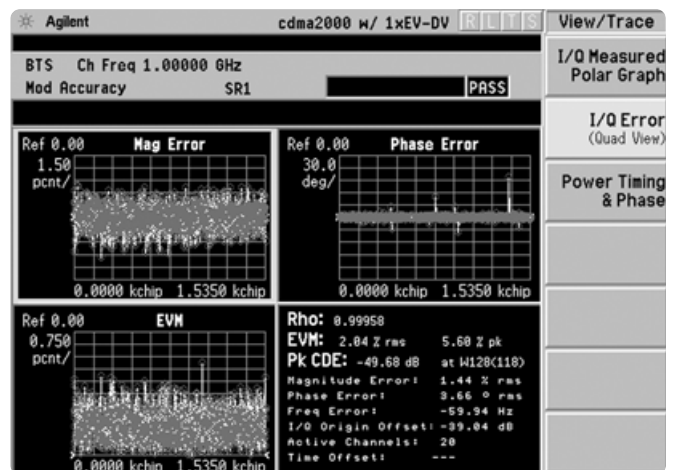 Agilent
cdma2000 w/ 1xEV-DV R L T S
View/Trace
BTS Ch Freq 1.00000 GHz
Mod Accuracy SR1
PASS
I/Q Measured
Polar Graph
I/Q Error
(Quad View)
Power Timing
& Phase
Ref 0.00 Mag Error
1.50
pcnt/
0.0000 kchip 1.5350 kchip
Ref 0.00 Phase Error
30.0
deg/
0.0000 kchip 1.5350 kchip
Ref 0.00 EVM
0.750
pcnt/
0.0000 kchip 1.5350 kchip
Rho: 0.99958
EVM: 2.04 % rms 5.60 % pk
Pk CDE: -49.68 dB at W128(118)
Magnitude Error: 1.44 % rms
Phase Error: 3.66 º rms
Freq Error: -59.94 Hz
I/Q Origin Offset: -39.04 dB
Active Channels: 20
Time Offset: ---